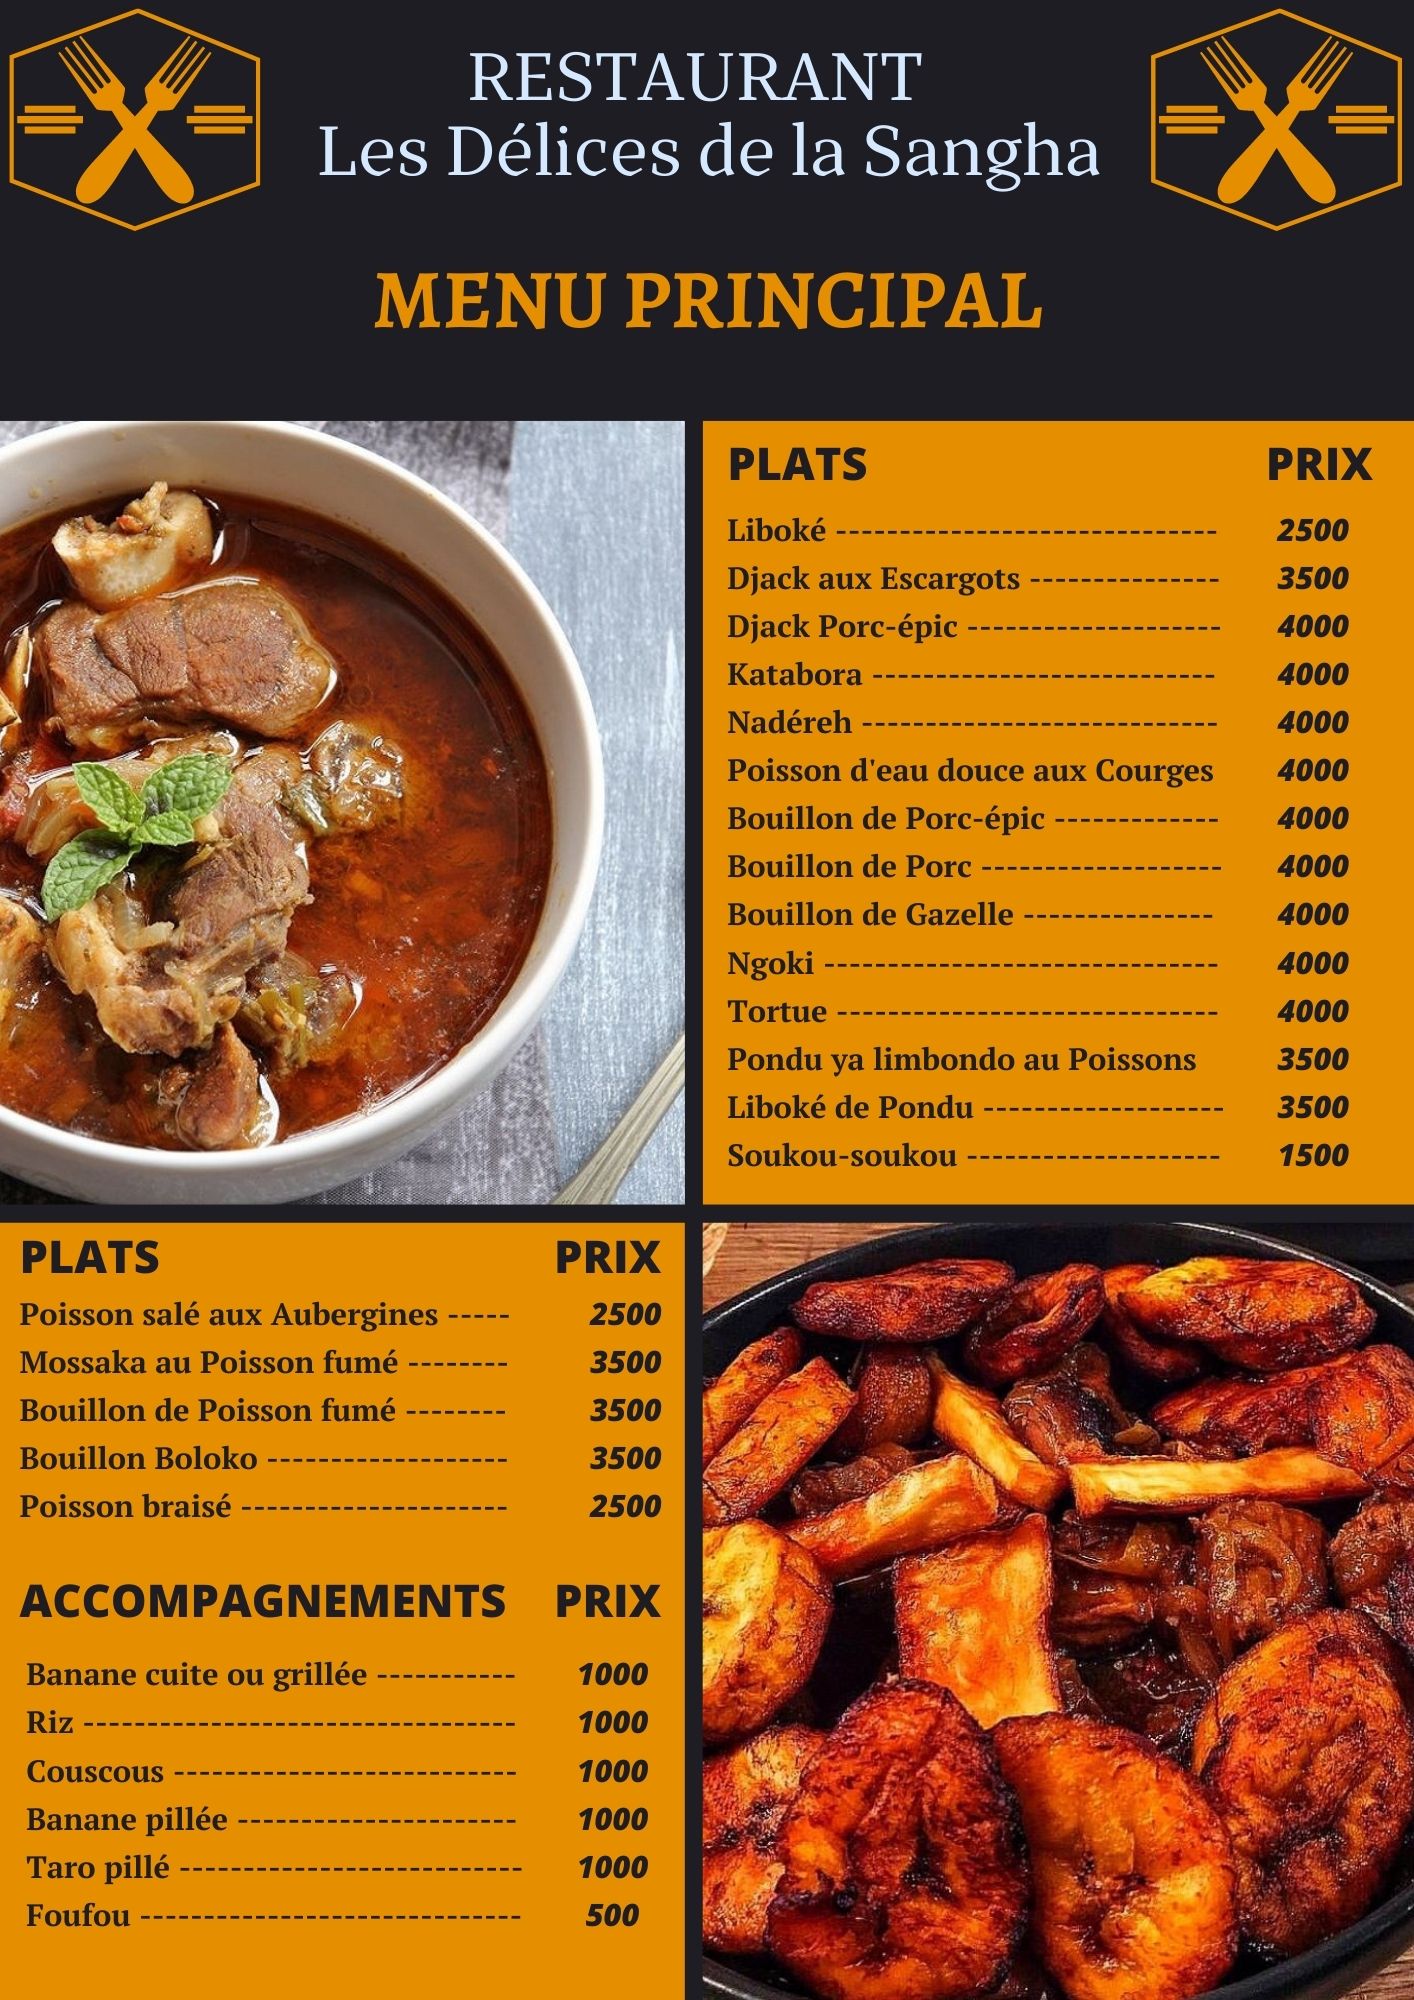 RESTAURANT
Les Délices de la Sangha
MENU PRINCIPAL
PLATS PRIX
Liboké ------------------------------ 2500
Djack aux Escargots --------------- 3500
Djack Porc-épic -------------------- 4000
Katabora --------------------------- 4000
Nadéreh ---------------------------- 4000
Poisson d'eau douce aux Courges 4000
Bouillon de Porc-épic ------------- 4000
Bouillon de Porc ------------------- 4000
Bouillon de Gazelle --------------- 4000
Ngoki ------------------------------- 4000
Tortue ------------------------------ 4000
Pondu ya limbondo au Poissons 3500
Liboké de Pondu ------------------- 3500
Soukou-soukou -------------------- 1500
PLATS PRIX
Poisson salé aux Aubergines ----- 2500
Mossaka au Poisson fumé -------- 3500
Bouillon de Poisson fumé -------- 3500
Bouillon Boloko ------------------- 3500
Poisson braisé --------------------- 2500
ACCOMPAGNEMENTS PRIX
Banane cuite ou grillée ----------- 1000
Riz ---------------------------------- 1000
Couscous --------------------------- 1000
Banane pillée ---------------------- 1000
Taro pillé --------------------------- 1000
Foufou ------------------------------ 500